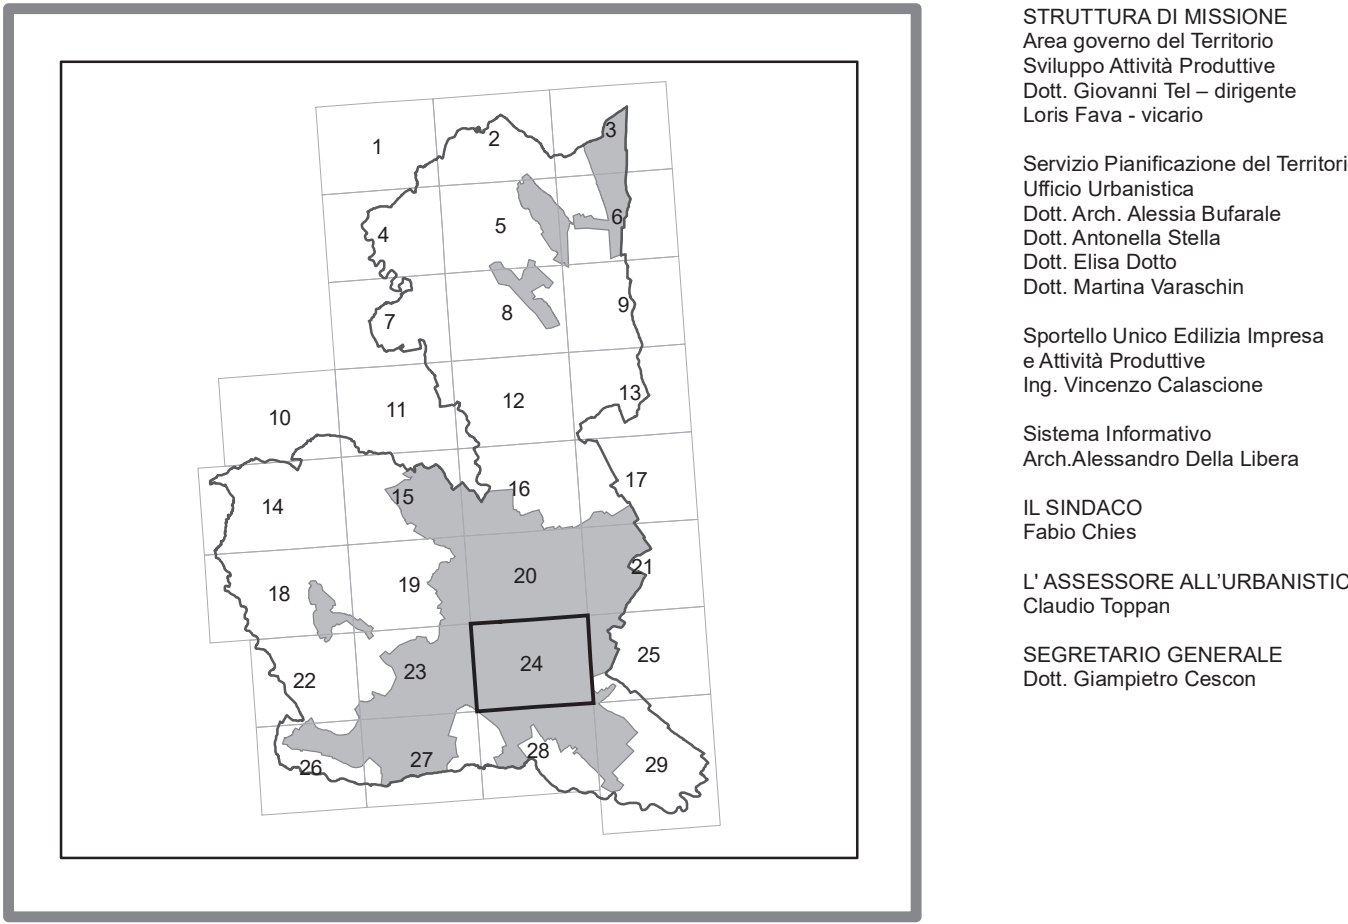 1
2
3
4
5
6
7
8
9
10
11
12
13
14
15
16
17
18
19
20
21
22
23
24
25
26
27
28
29
STRUTTURA DI MISSIONE
Area governo del Territorio
Sviluppo Attività Produttive
Dott. Giovanni Tel – dirigente
Loris Fava - vicario
Servizio Pianificazione del Territori
Ufficio Urbanistica
Dott. Arch. Alessia Bufarale
Dott. Antonella Stella
Dott. Elisa Dotto
Dott. Martina Varaschin
Sportello Unico Edilizia Impresa
e Attività Produttive
Ing. Vincenzo Calascione
Sistema Informativo
Arch.Alessandro Della Libera
IL SINDACO
Fabio Chies
L' ASSESSORE ALL’URBANISTIC
Claudio Toppan
SEGRETARIO GENERALE
Dott. Giampietro Cescon